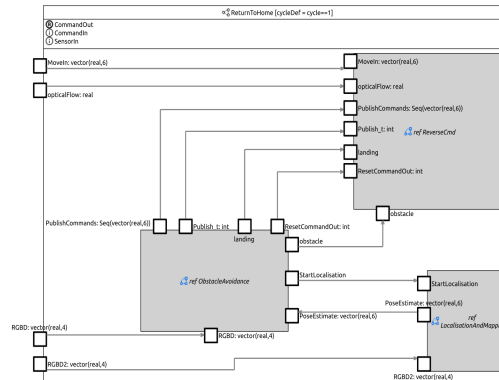 ReturnToHome [cycleDef = cycle==1]
R CommandOut
i CommandIn
i SensorIn
MoveIn: vector(real,6)
MoveIn: vector(real,6)
opticalFlow: real
opticalFlow: real
PublishCommands: Seq(vector(real,6))
Publish_t: int
ref ReverseCmd
landing
ResetCommandOut: int
obstacle
PublishCommands: Seq(vector(real,6))
Publish_t: int
ResetCommandOut: int
landing
obstacle
ref ObstacleAvoidance
StartLocalisation
StartLocalisation
PoseEstimate: vector(real,6)
PoseEstimate: vector(real,6)
ref
RGBD: vector(real,4)
RGBD: vector(real,4)
RGBD2: vector(real,4)
RGBD2: vector(real,4)